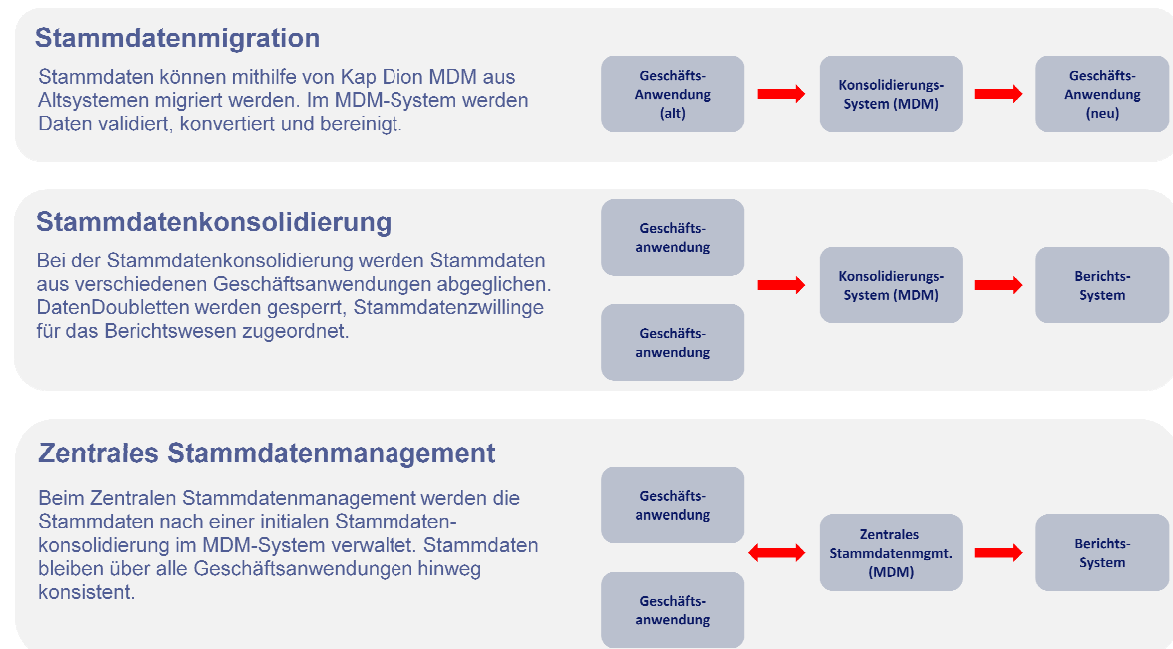 Stammdatenmigration
Stammdaten können mithilfe von Kap Dion MDM aus
Altsystemen migriert werden. Im MDM-System werden
Daten validiert, konvertiert und bereinigt.
Geschäfts-
Anwendung
(alt)
Konsolidierungs-
System (MDM)
Geschäfts-
Anwendung
(neu)
Stammdatenkonsolidierung
Bei der Stammdatenkonsolidierung werden Stammdaten
aus verschiedenen Geschäftsanwendungen abgeglichen.
DatenDoubletten werden gesperrt, Stammdatenzwillinge
für das Berichtswesen zugeordnet.
Geschäfts-
anwendung
Geschäfts-
anwendung
Konsolidierungs-
System (MDM)
Berichts-
System
Zentrales Stammdatenmanagement
Beim Zentralen Stammdatenmanagement werden die
Stammdaten nach einer initialen Stammdaten-
konsolidierung im MDM-System verwaltet. Stammdaten
bleiben über alle Geschäftsanwendungen hinweg
konsistent.
Geschäfts-
anwendung
Geschäfts-
anwendung
Zentrales
Stammdatenmgmt.
(MDM)
Berichts-
System